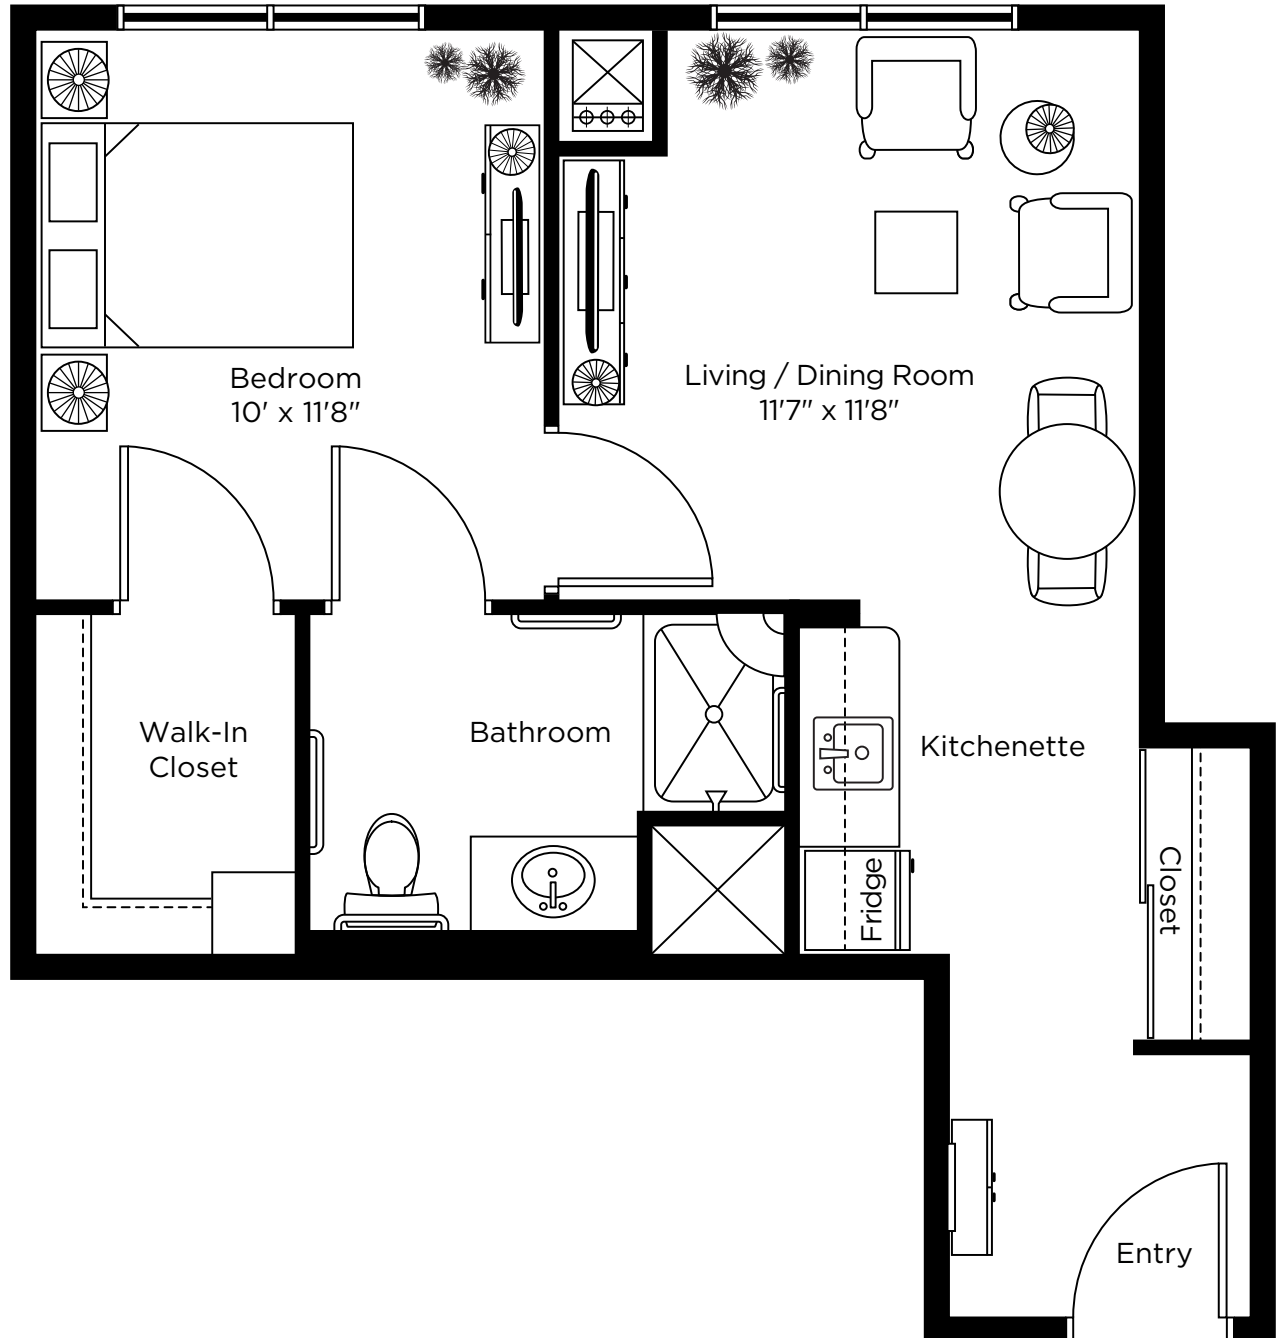 Bedroom
10' x 11'8"
Living / Dining Room
11'7" x 11'8"
Walk-In
Closet
Bathroom
Kitchenette
Fridge
Closet
Entry